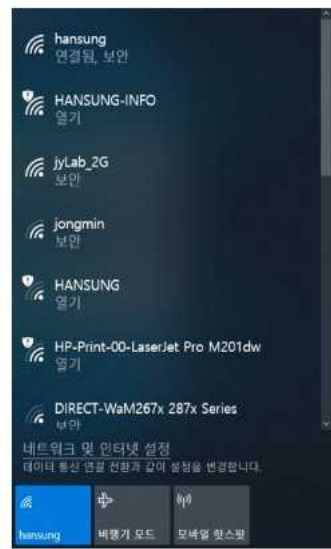 hansung
연결됨, 보안
HANSUNG-INFO
열기
jyLab_2G
보안
jongmin
보안
HANSUNG
열기
HP-Print-00-LaserJet Pro M201dw
열기
DIRECT-WaM267x 287x Series
보안
네트워크 및 인터넷 설정
데이터 통신 연결 전환과 같이 설정을 변경합니다.
hansung
비행기 모드
모바일 핫스팟